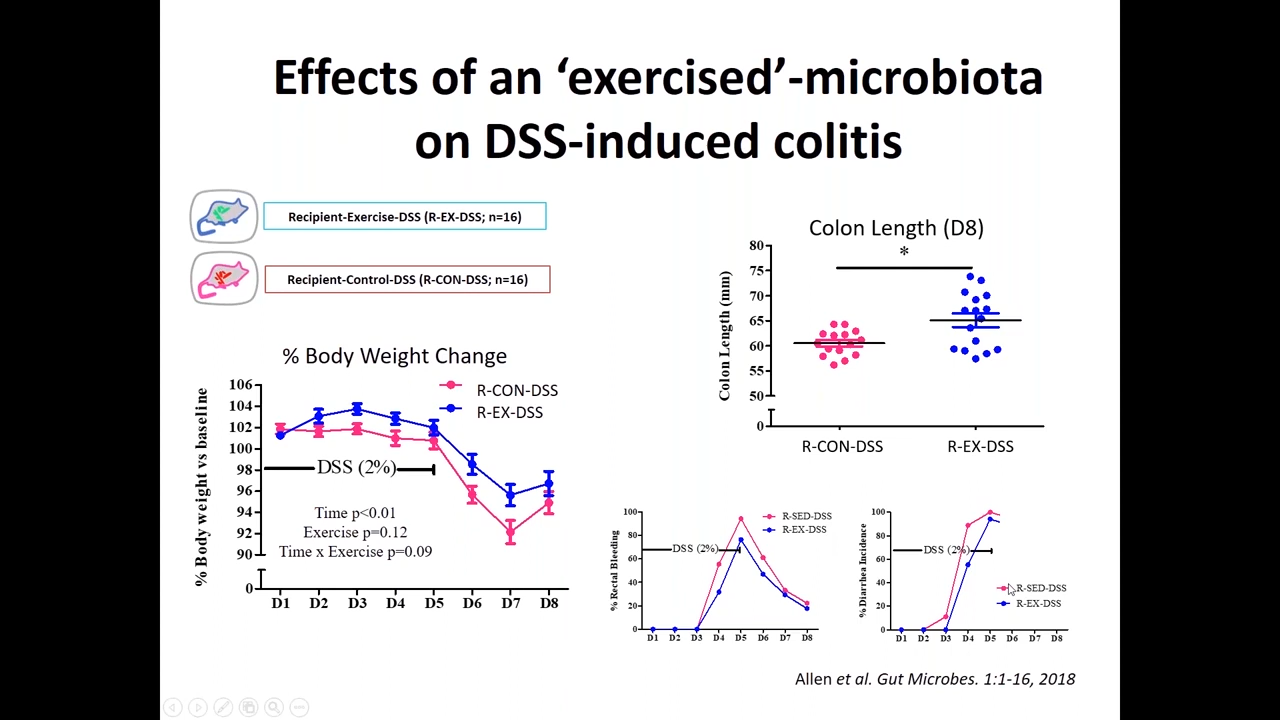 Effects of an ‘exercised’-microbiota
on DSS-induced colitis
Recipient-Exercise-DSS (R-EX-DSS; n=16)
Recipient-Control-DSS (R-CON-DSS; n=16)
% Body Weight Change
% Body weight vs baseline
106
104
102
100
98
96
94
92
90
0
R-CON-DSS
R-EX-DSS
DSS (2%)
Time p<0.01
Exercise p=0.12
Time x Exercise p=0.09
D1 D2 D3 D4 D5 D6 D7 D8
Colon Length (D8)
*
Colon Length (mm)
80
75
70
65
60
55
50
0
R-CON-DSS R-EX-DSS
% Rectal Bleeding
100
80
60
40
20
0
R-SED-DSS
R-EX-DSS
DSS (2%)
D1 D2 D3 D4 D5 D6 D7 D8
% Diarrhea Incidence
100
80
60
40
20
0
DSS (2%)
R-SED-DSS
R-EX-DSS
D1 D2 D3 D4 D5 D6 D7 D8
Allen et al. Gut Microbes. 1:1-16, 2018